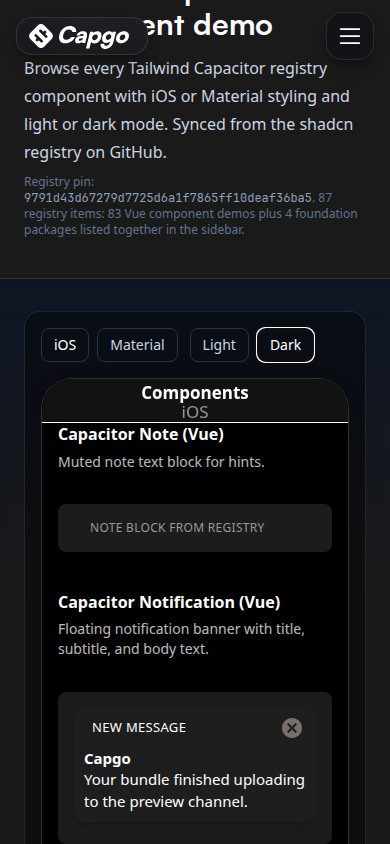 ent demo
Capgo
Browse every Tailwind Capacitor registry
component with iOS or Material styling and
light or dark mode. Synced from the shadcn
registry on GitHub.
Registry pin:
9791d43d67279d7725d6a1f7865ff10deaf36ba5. 87
registry items: 83 Vue component demos plus 4 foundation
packages listed together in the sidebar.
iOS Material Light Dark
Components
iOS
Capacitor Note (Vue)
Muted note text block for hints.
NOTE BLOCK FROM REGISTRY
Capacitor Notification (Vue)
Floating notification banner with title,
subtitle, and body text.
NEW MESSAGE
Capgo
Your bundle finished uploading
to the preview channel.